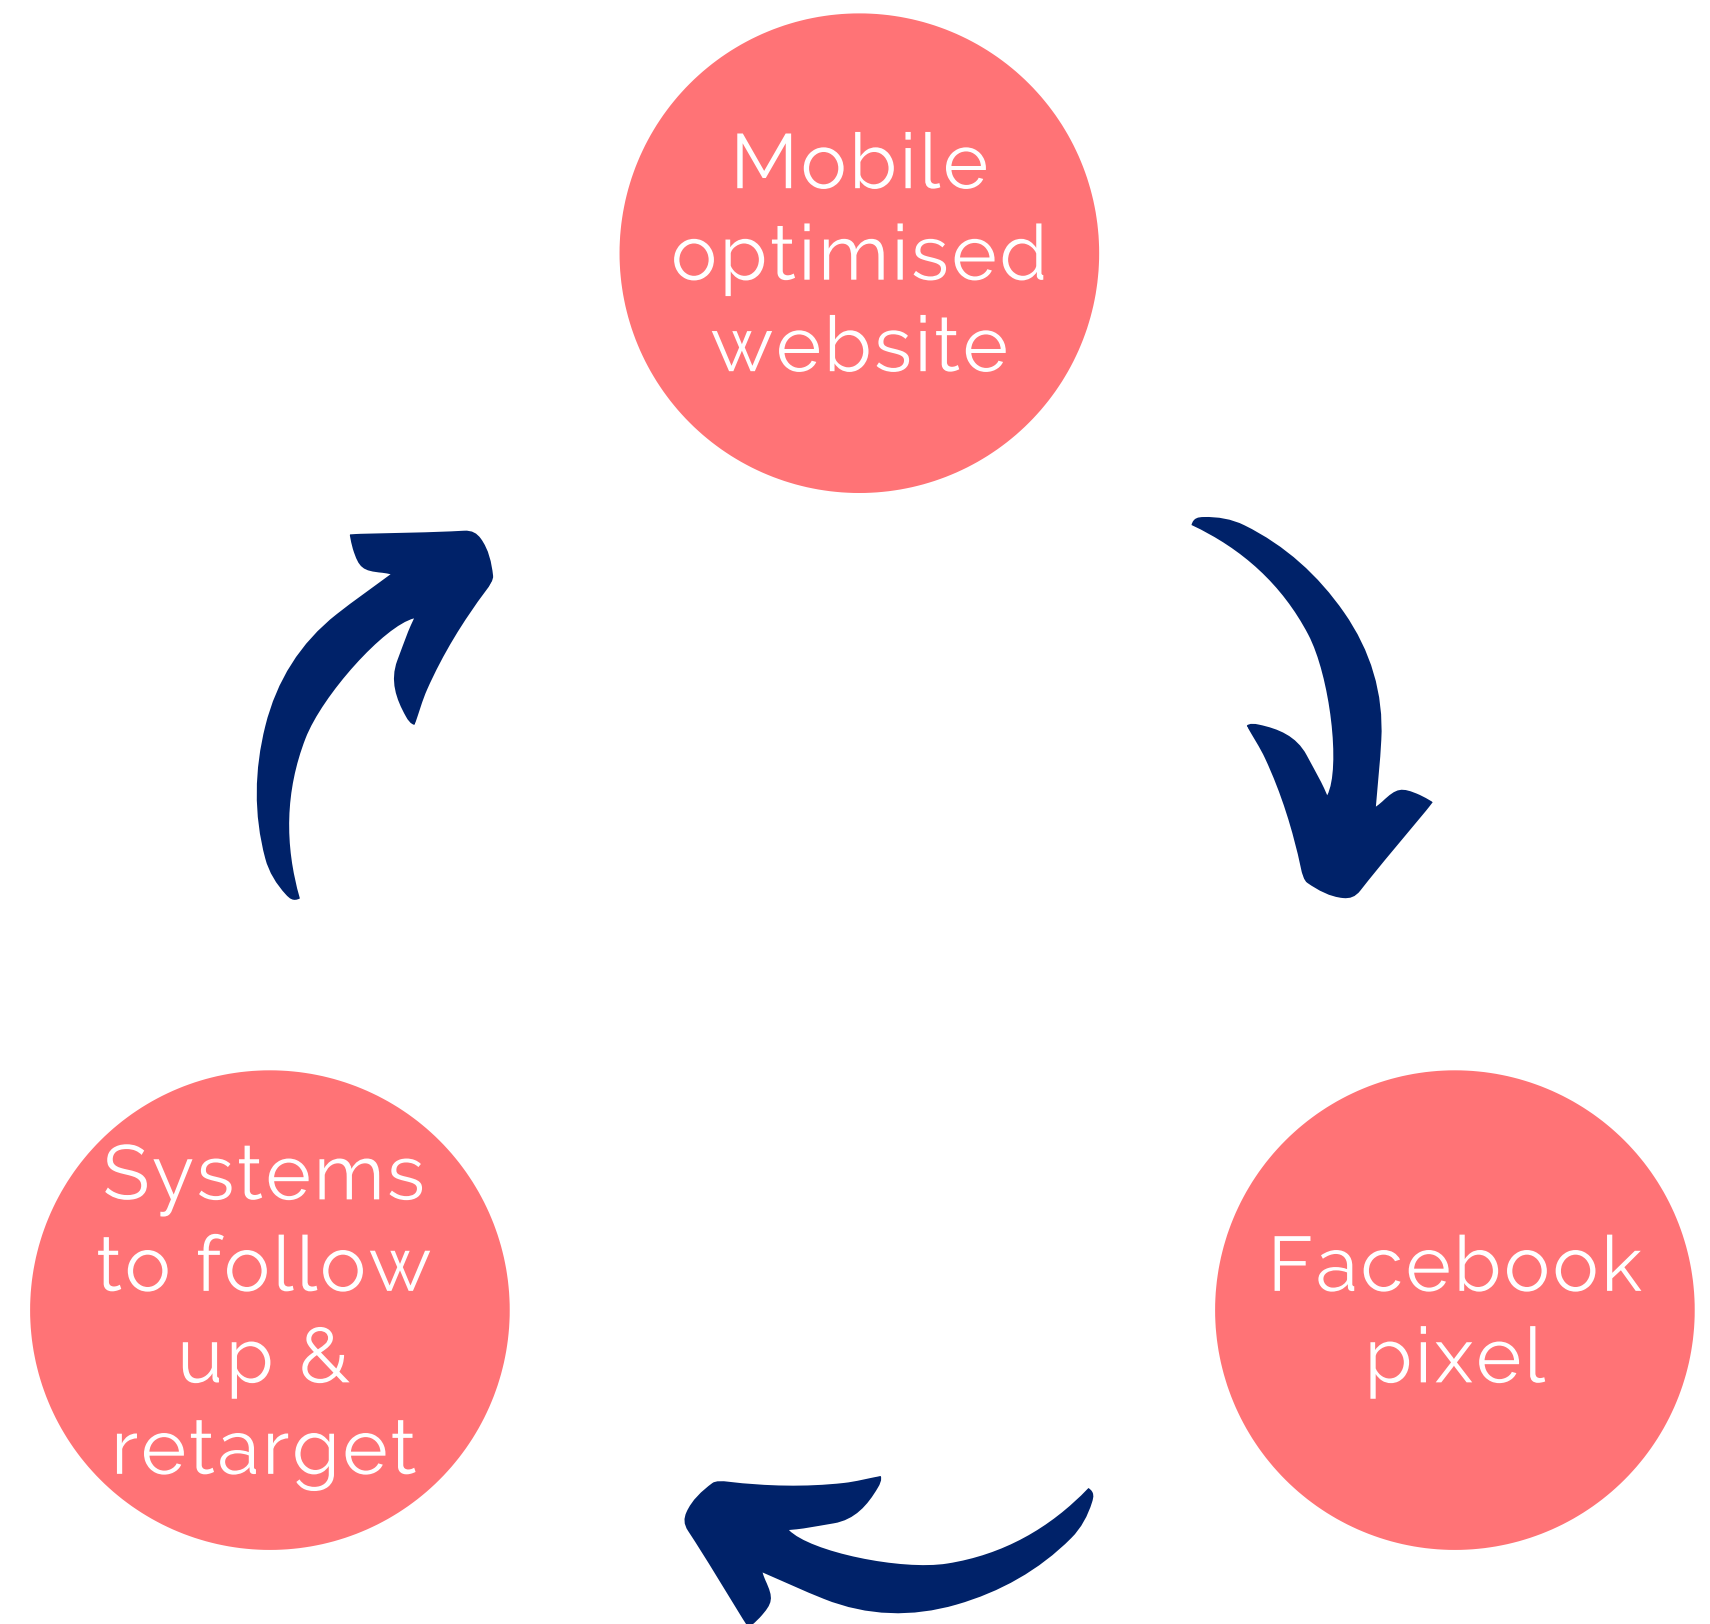 Mobile
optimised
website
Facebook
pixel
Systems
to follow
up &
retarget